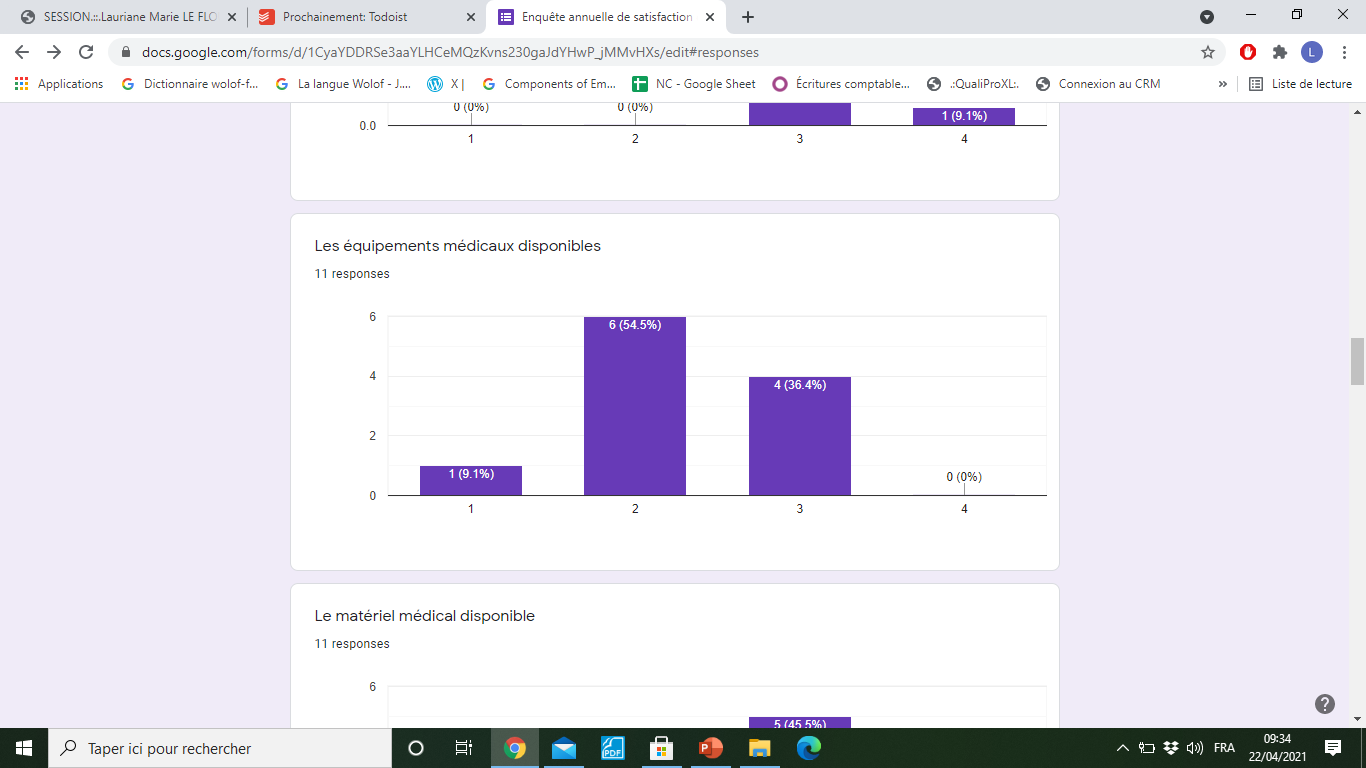 SESSION.::.Lauriane Marie LE FLO
Prochainement: Todoist
Enquête annuelle de satisfaction
docs.google.com/forms/d/1CyaYDDRSe3aaYLHCeMQzKvns230gaJdYHwP_jMMvHXs/edit#responses
L
Applications
Dictionnaire wolof-f...
La langue Wolof - J....
X |
Components of Em...
NC - Google Sheet
Écritures comptable...
.:QualiProXL:.
Connexion au CRM
»
Liste de lecture
0 (0%) 0 (0%)
1 (9.1%)
0.0
1 2 3 4
Les équipements médicaux disponibles
11 responses
6
6 (54.5%)
4
4 (36.4%)
2
1 (9.1%)
0 (0%)
0
1 2 3 4
Le matériel médical disponible
11 responses
6
5 (45.5%)
?
Taper ici pour rechercher
PDF
P
FRA
09:34
22/04/2021